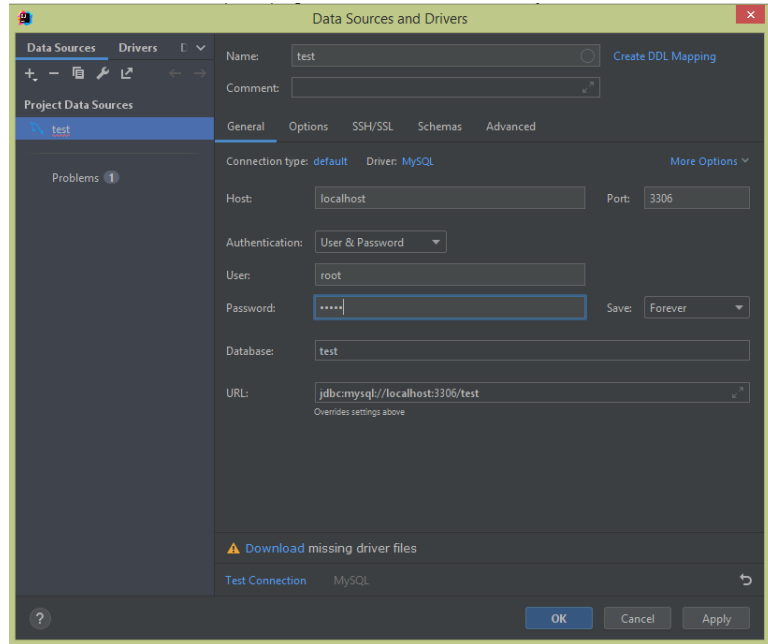 Data Sources and Drivers
Data Sources Drivers D
Project Data Sources
test
Problems 1
Name: test Create DDL Mapping
Comment:
General Options SSH/SSL Schemas Advanced
Connection type: default Driver: MySQL More Options
Host: localhost Port: 3306
Authentication: User & Password
User: root
Password: ••••• Save: Forever
Database: test
URL: jdbc:mysql://localhost:3306/test
Overrides settings above
Download missing driver files
Test Connection MySQL
? OK Cancel Apply